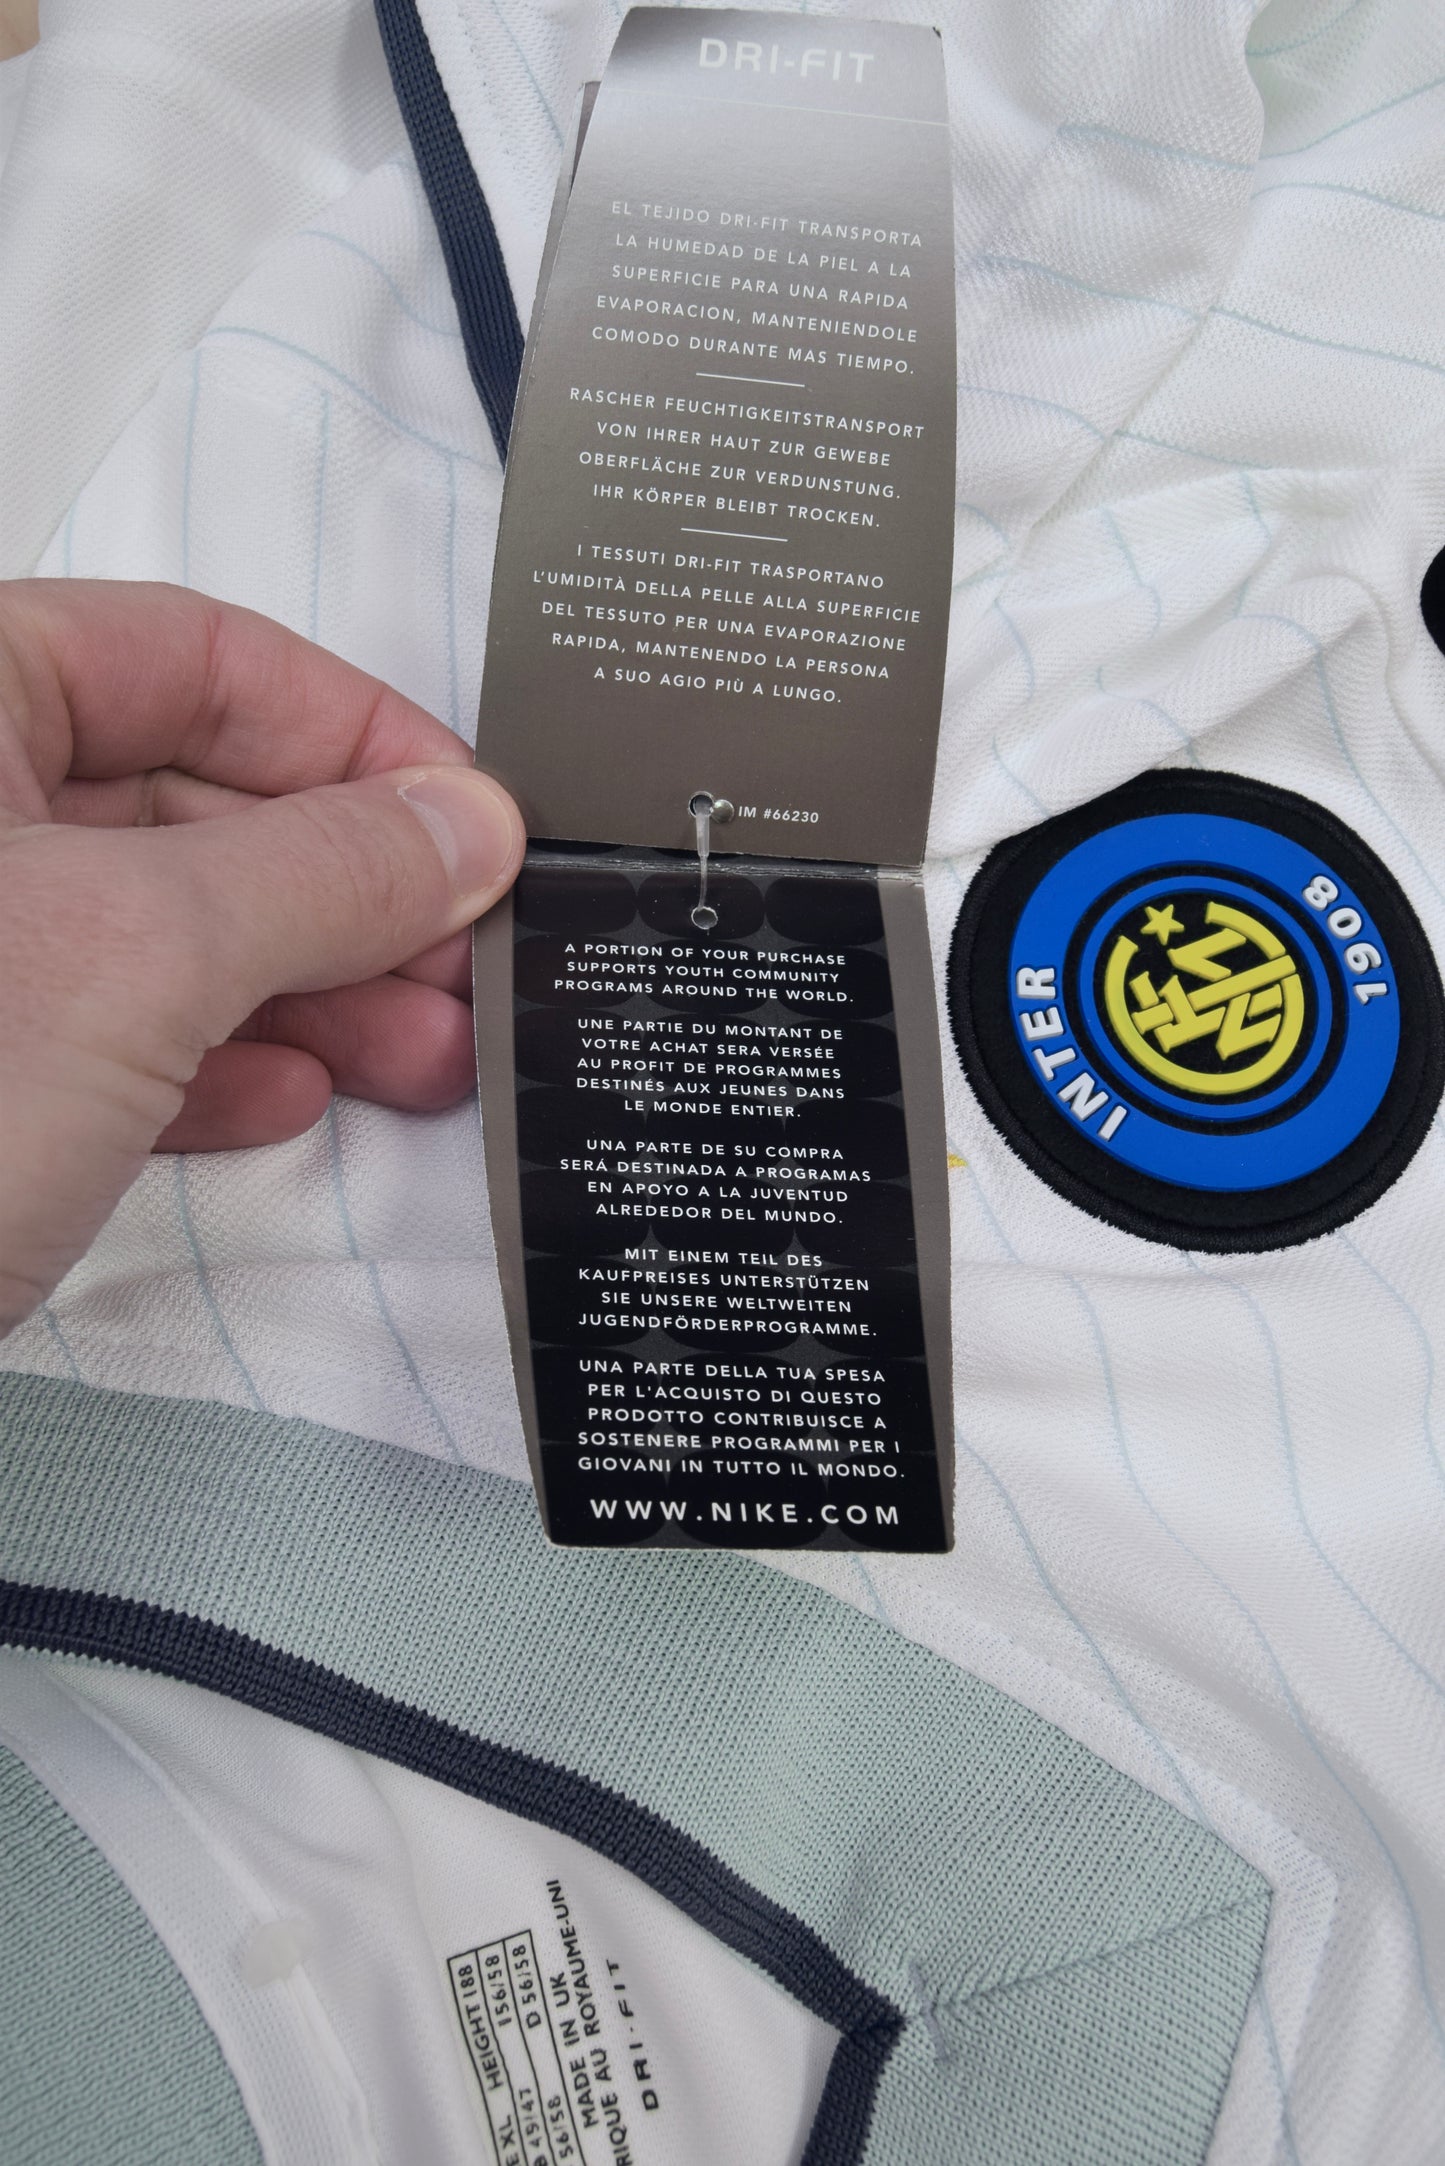 DRI-FIT
EL TEJIDO DRI-FIT TRANSPORTA
LA HUMEDAD DE LA PIEL A LA
SUPERFICIE PARA UNA RAPIDA
EVAPORACION, MANTENIENDOLE
COMODO DURANTE MAS TIEMPO.
RASCHER FEUCHTIGKEITSTRANSPORT
VON IHRER HAUT ZUR GEWEBE
OBERFLÄCHE ZUR VERDUNSTUNG.
IHR KÖRPER BLEIBT TROCKEN.
I TESSUTI DRI-FIT TRASPORTANO
L'UMIDITÀ DELLA PELLE ALLA SUPERFICIE
DEL TESSUTO PER UNA EVAPORAZIONE
RAPIDA, MANTENENDO LA PERSONA
A SUO AGIO PIÙ A LUNGO.
IM #66230
A PORTION OF YOUR PURCHASE
SUPPORTS YOUTH COMMUNITY
PROGRAMS AROUND THE WORLD.
UNE PARTIE DU MONTANT DE
VOTRE ACHAT SERA VERSÉE
AU PROFIT DE PROGRAMMES
DESTINÉS AUX JEUNES DANS
LE MONDE ENTIER.
UNA PARTE DE SU COMPRA
SERÁ DESTINADA A PROGRAMAS
EN APOYO A LA JUVENTUD
ALREDEDOR DEL MUNDO.
MIT EINEM TEIL DES
KAUFPREISES UNTERSTÜTZEN
SIE UNSERE WELTWEITEN
JUGENDFÖRDERPROGRAMME.
UNA PARTE DELLA TUA SPESA
PER L'ACQUISTO DI QUESTO
PRODOTTO CONTRIBUISCE A
SOSTENERE PROGRAMMI PER I
GIOVANI IN TUTTO IL MONDO.
WWW.NIKE.COM
INTER
1908
XL HEIGHT 188
45/47 156/58
56/58 D 56/58
MADE IN UK
AU ROYAUME-UNI
DRI-FIT